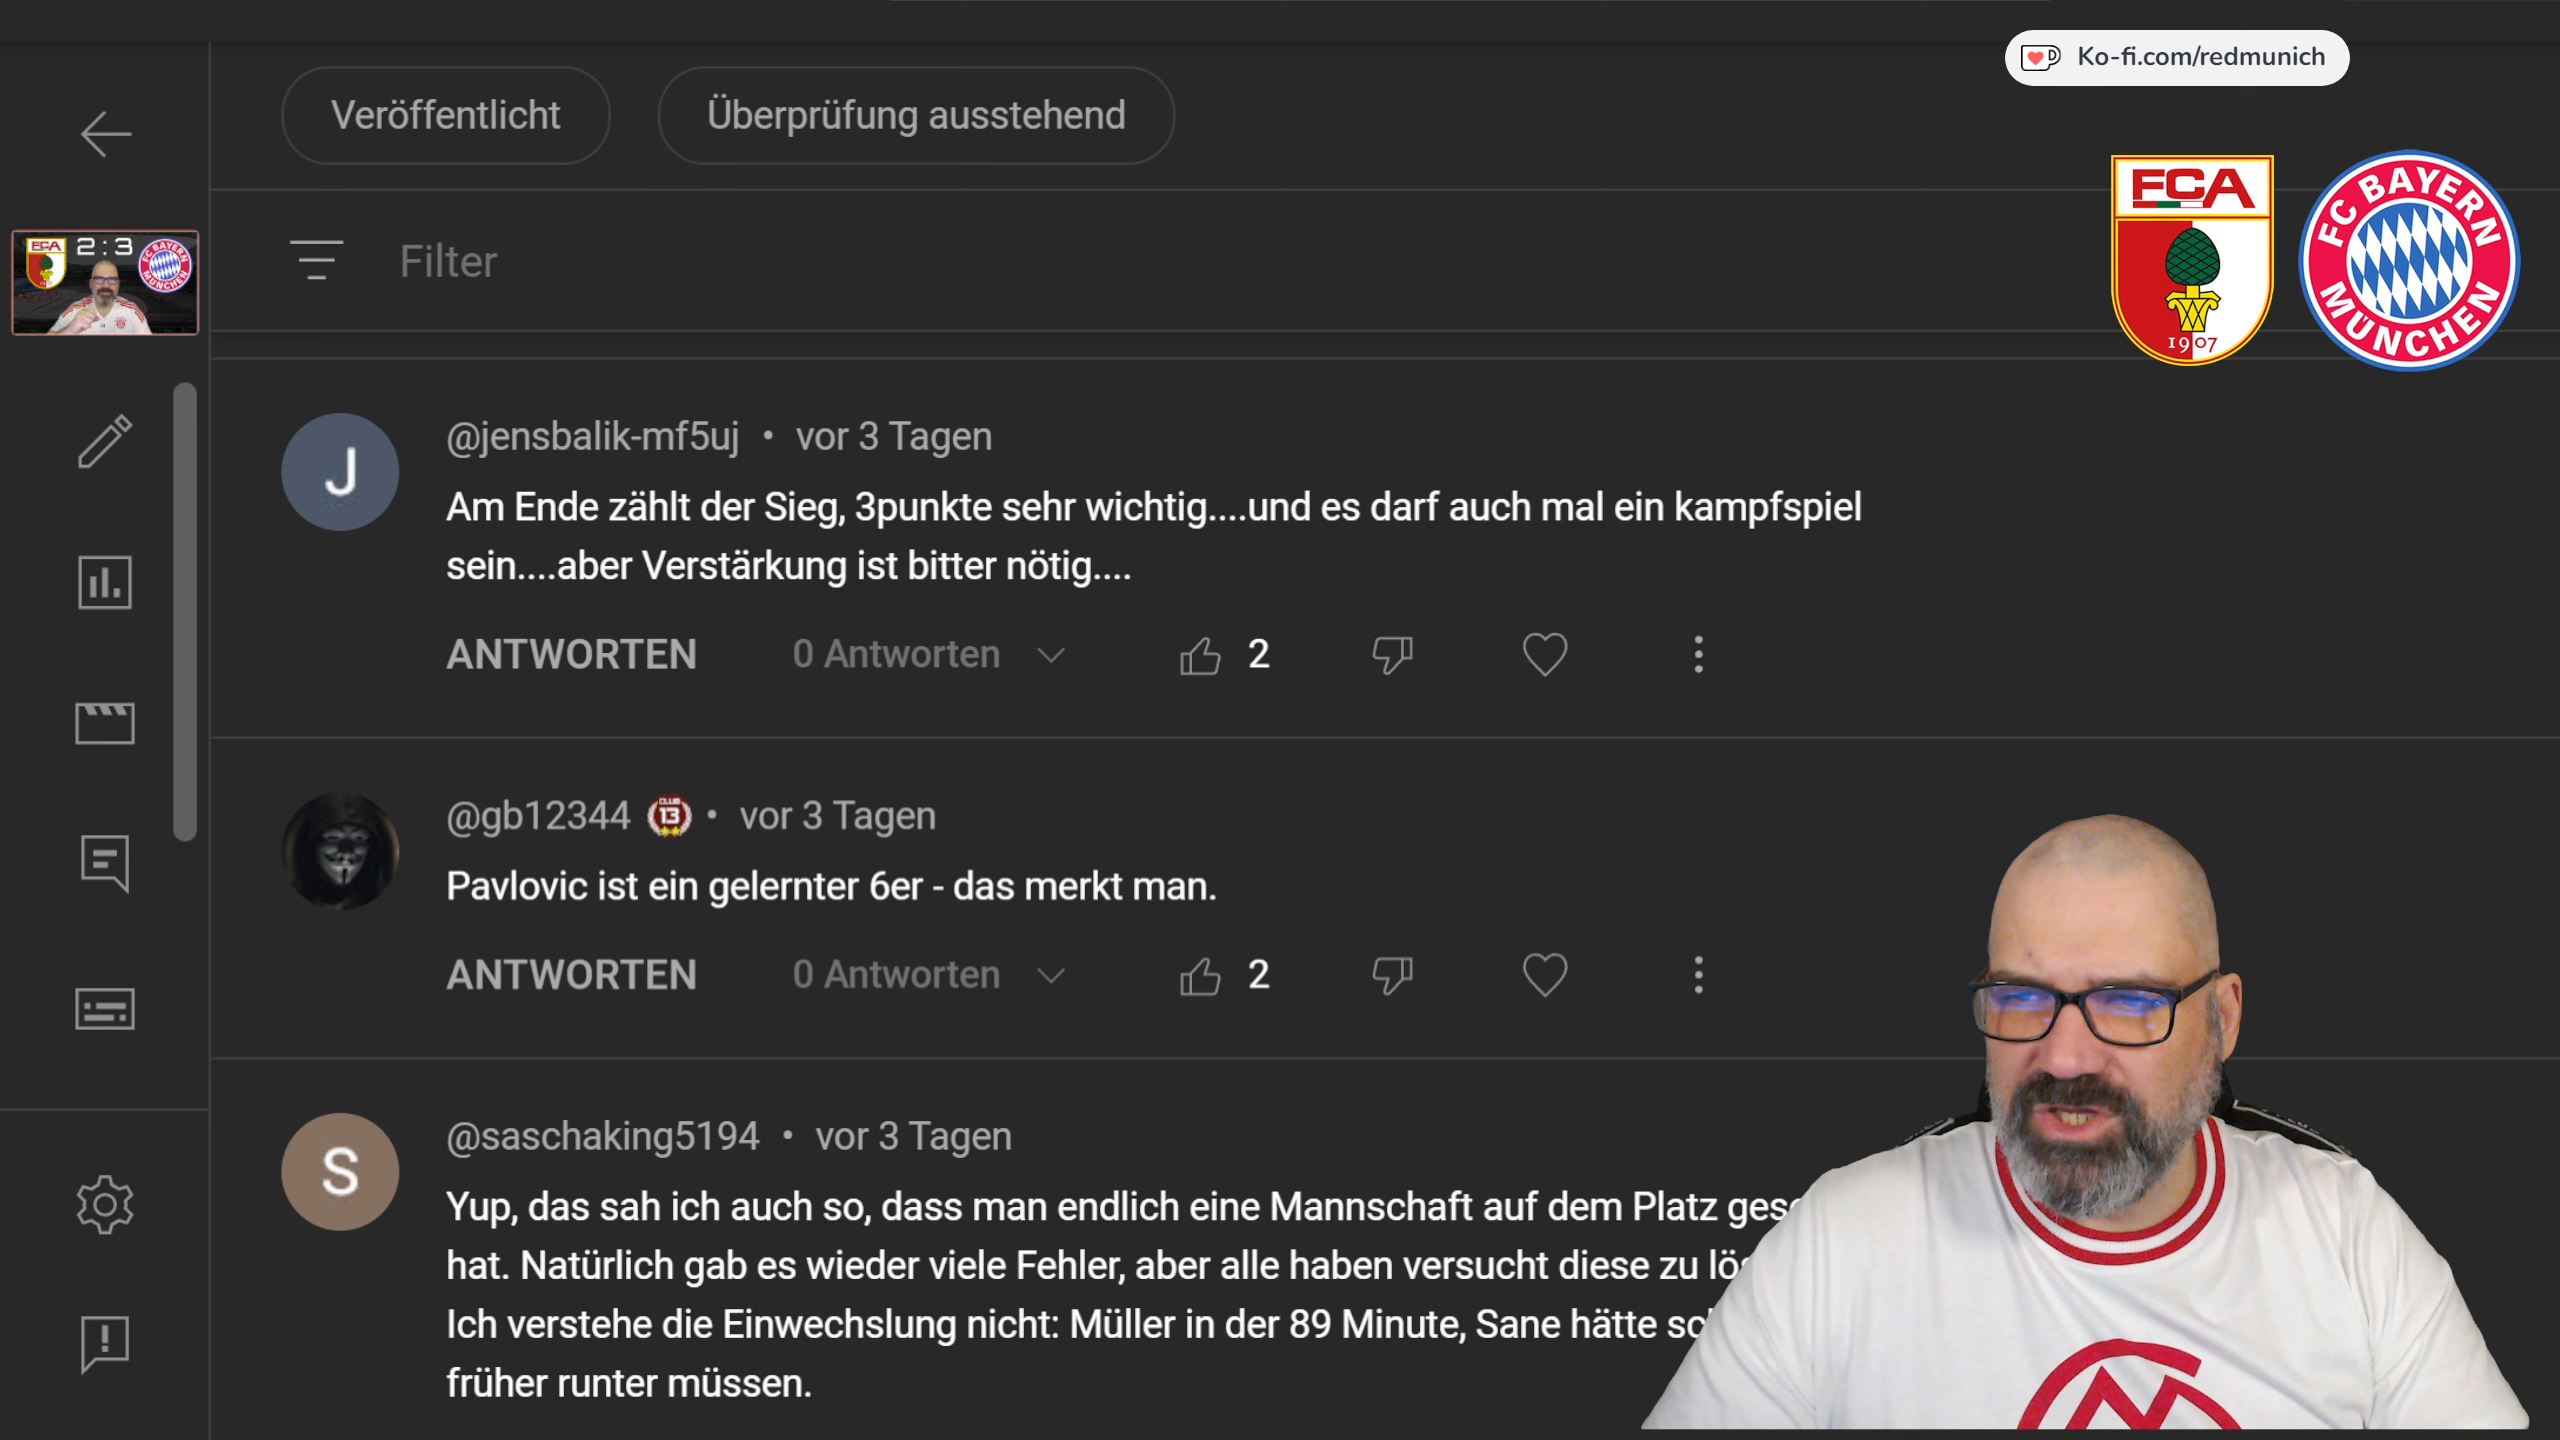 Ko-fi.com/redmunich
Veröffentlicht
Überprüfung ausstehend
FCA
1907
FC BAYERN
MÜNCHEN
FCA 2:3 FC BAYERN MÜNCHEN
Filter
J
@jensbalik-mf5uj • vor 3 Tagen
Am Ende zählt der Sieg, 3punkte sehr wichtig....und es darf auch mal ein kampfspiel
sein....aber Verstärkung ist bitter nötig....
ANTWORTEN 0 Antworten 2
@gb12344 CLUB 13 • vor 3 Tagen
Pavlovic ist ein gelernter 6er - das merkt man.
ANTWORTEN 0 Antworten 2
S
@saschaking5194 • vor 3 Tagen
Yup, das sah ich auch so, dass man endlich eine Mannschaft auf dem Platz
hat. Natürlich gab es wieder viele Fehler, aber alle haben versucht diese zu
Ich verstehe die Einwechslung nicht: Müller in der 89 Minute, Sane hätte
früher runter müssen.